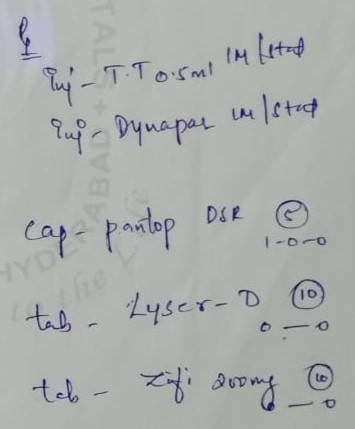 Inj - T.T 0.5ml IM/stat
Inj - Dynapar IM/stat
Cap - pantop DSR 5
1-0-0
tab - Lyser-D 10
0 — 0
tab - Zifi 200mg 10
0 — 0
HYDERABAD